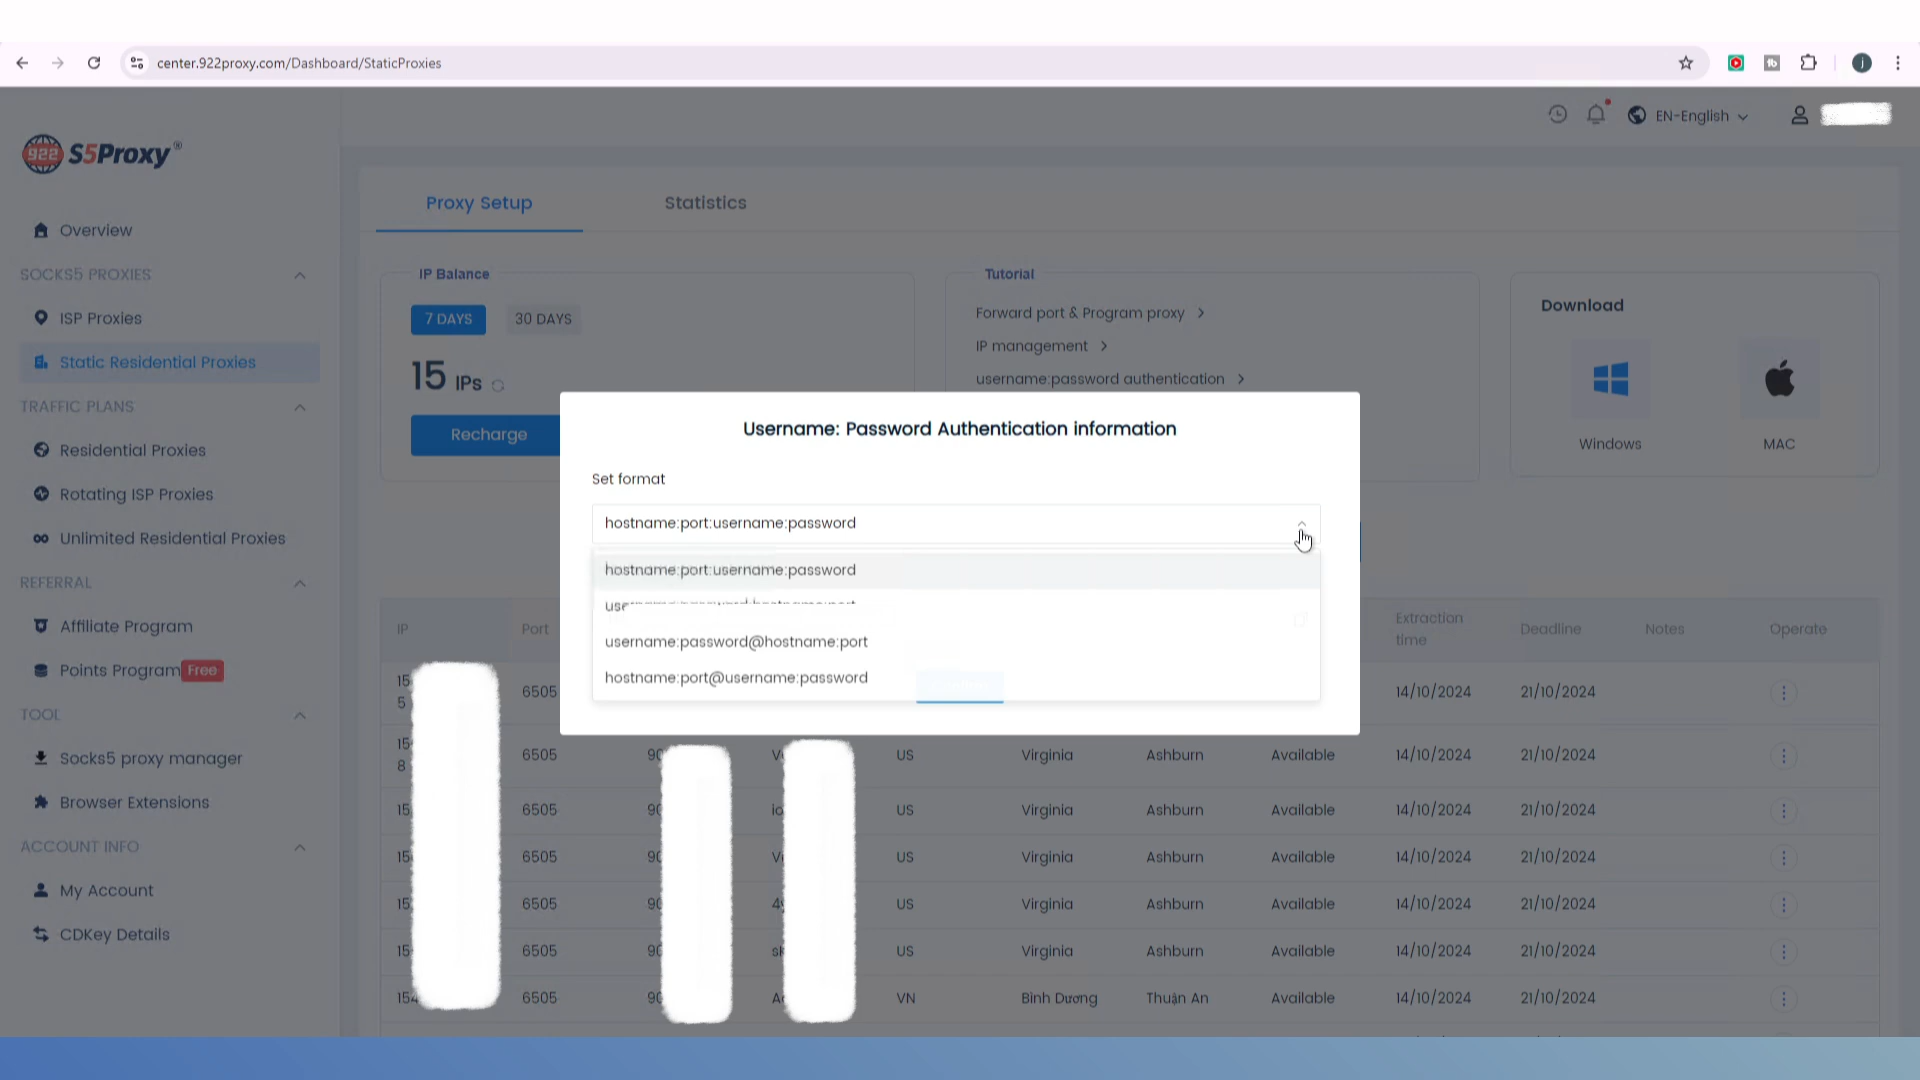 center.922proxy.com/Dashboard/StaticProxies
EN-English
922 S5Proxy®
Overview
SOCKS5 PROXIES
ISP Proxies
Static Residential Proxies
TRAFFIC PLANS
Residential Proxies
Rotating ISP Proxies
Unlimited Residential Proxies
REFERRAL
Affiliate Program
Points Program Free
TOOL
Socks5 proxy manager
Browser Extensions
ACCOUNT INFO
My Account
CDKey Details
Proxy Setup Statistics
IP Balance
7 DAYS 30 DAYS
15 IPs
Recharge
Tutorial
Forward port & Program proxy
IP management
username:password authentication
Download
Windows MAC
Username: Password Authentication information
Set format
hostname:port:username:password
hostname:port:username:password
username:password@hostname:port
hostname:port@username:password
IP Port Extraction time Deadline Notes Operate
6505 14/10/2024 21/10/2024
6505 US Virginia Ashburn Available 14/10/2024 21/10/2024
6505 US Virginia Ashburn Available 14/10/2024 21/10/2024
6505 US Virginia Ashburn Available 14/10/2024 21/10/2024
6505 US Virginia Ashburn Available 14/10/2024 21/10/2024
6505 US Virginia Ashburn Available 14/10/2024 21/10/2024
6505 VN Bình Dương Thuận An Available 14/10/2024 21/10/2024